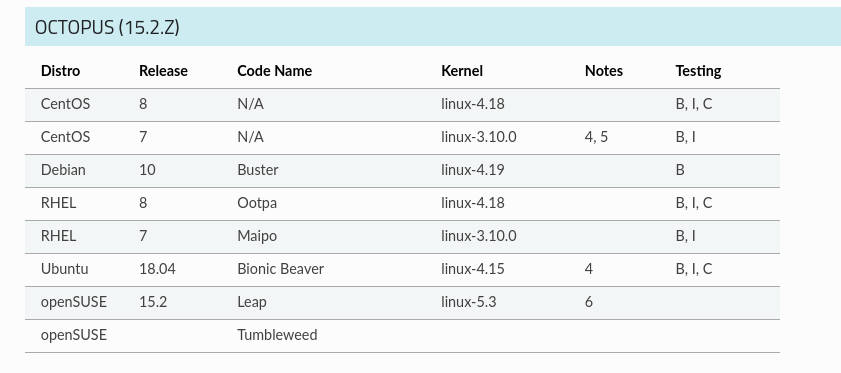 OCTOPUS (15.2.Z)
Distro Release Code Name Kernel Notes Testing
CentOS 8 N/A linux-4.18 B, I, C
CentOS 7 N/A linux-3.10.0 4, 5 B, I
Debian 10 Buster linux-4.19 B
RHEL 8 Ootpa linux-4.18 B, I, C
RHEL 7 Maipo linux-3.10.0 B, I
Ubuntu 18.04 Bionic Beaver linux-4.15 4 B, I, C
openSUSE 15.2 Leap linux-5.3 6
openSUSE Tumbleweed